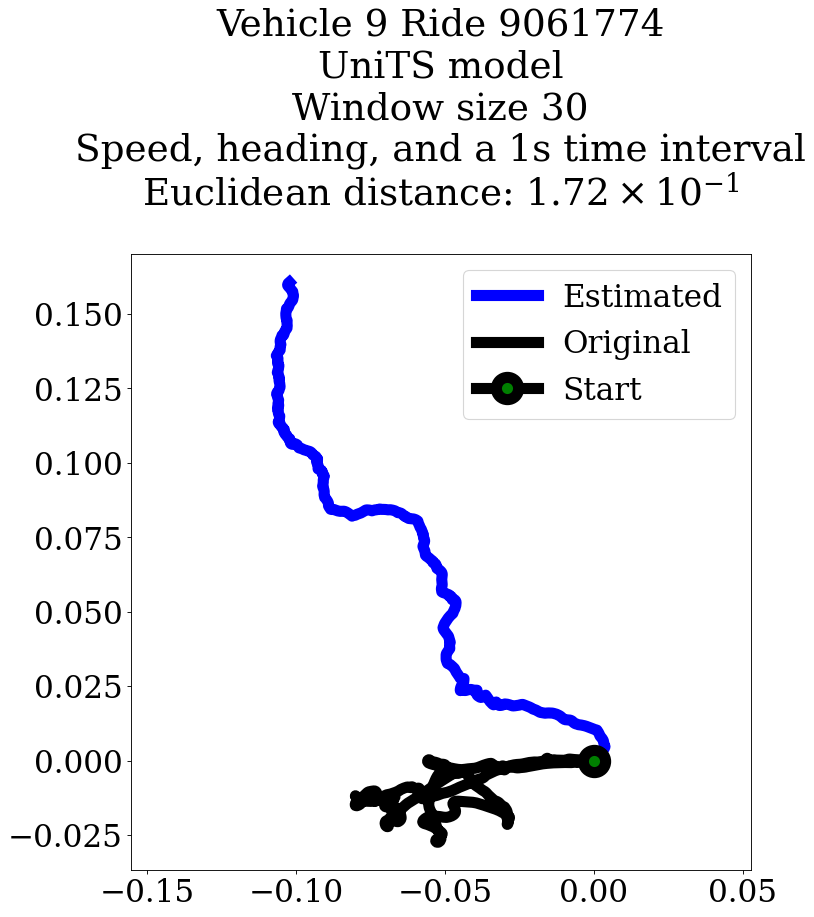 Vehicle 9 Ride 9061774
UniTS model
Window size 30
Speed, heading, and a 1s time interval
Euclidean distance: 1.72 × 10⁻¹
Estimated
Original
Start
0.150
0.125
0.100
0.075
0.050
0.025
0.000
−0.025
−0.15 −0.10 −0.05 0.00 0.05